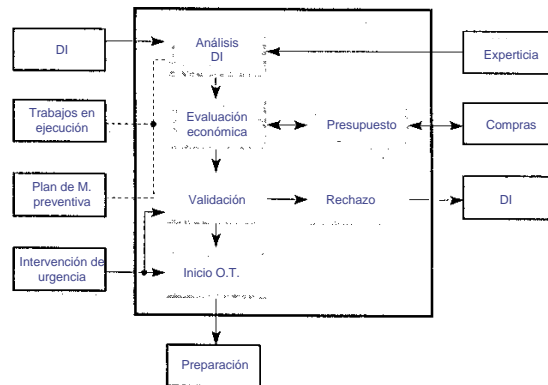 DI
Análisis
DI
Experticia
Trabajos en
ejecución
Evaluación
económica
Presupuesto
Compras
Plan de M.
preventiva
Validación
Rechazo
DI
Intervención de
urgencia
Inicio O.T.
Preparación